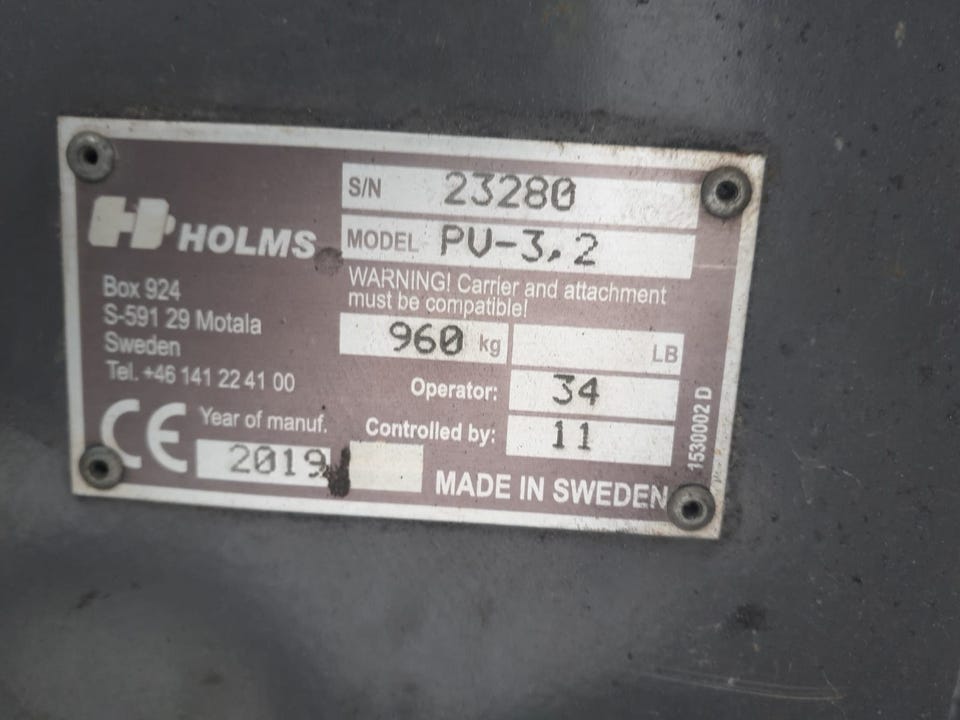 HOLMS
Box 924
S-591 29 Motala
Sweden
Tel. +46 141 22 41 00
CE
Year of manuf.
2019
S/N 23280
MODEL PV-3,2
WARNING! Carrier and attachment
must be compatible!
960 kg
LB
Operator: 34
Controlled by: 11
MADE IN SWEDEN
1530002 D